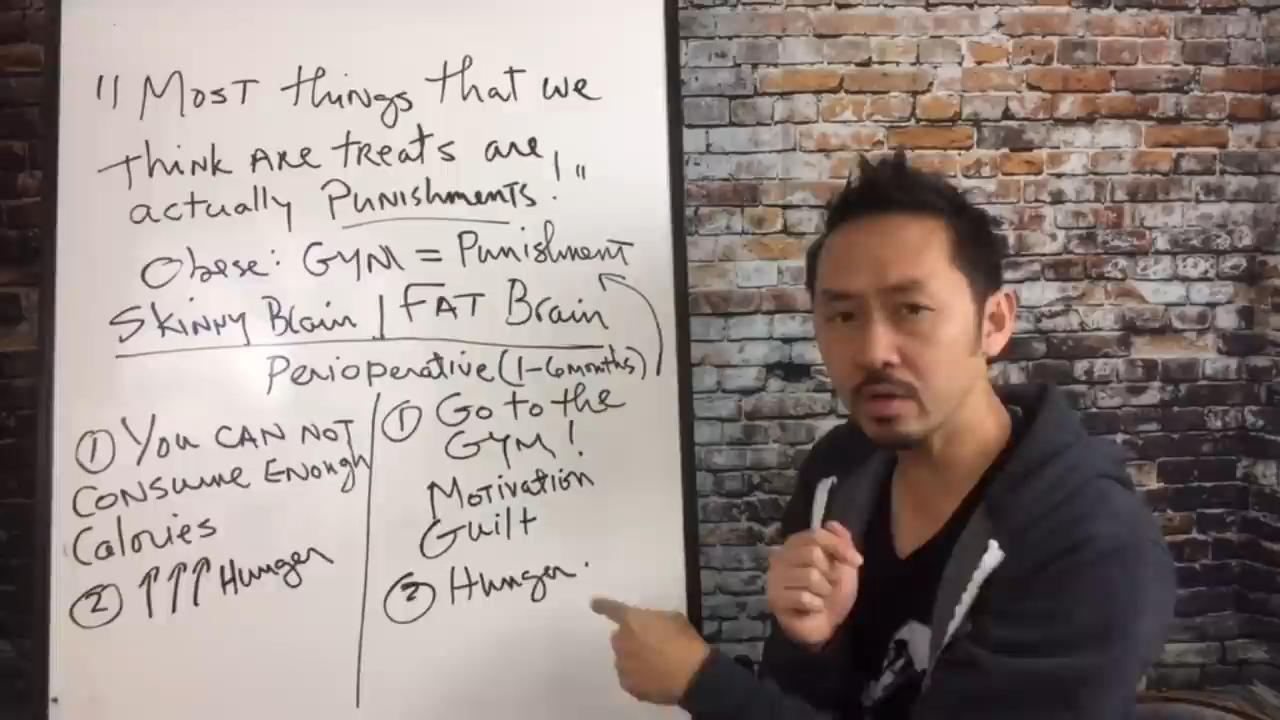 "Most things that we
think are treats are
actually Punishments!"
Obese: GYM = Punishment
Skinny Brain | FAT Brain
Perioperative (1-6 months)
① You CAN NOT
Consume Enough
Calories
② ↑↑↑ Hunger
① Go to the
GYM!
Motivation
Guilt
② Hunger.